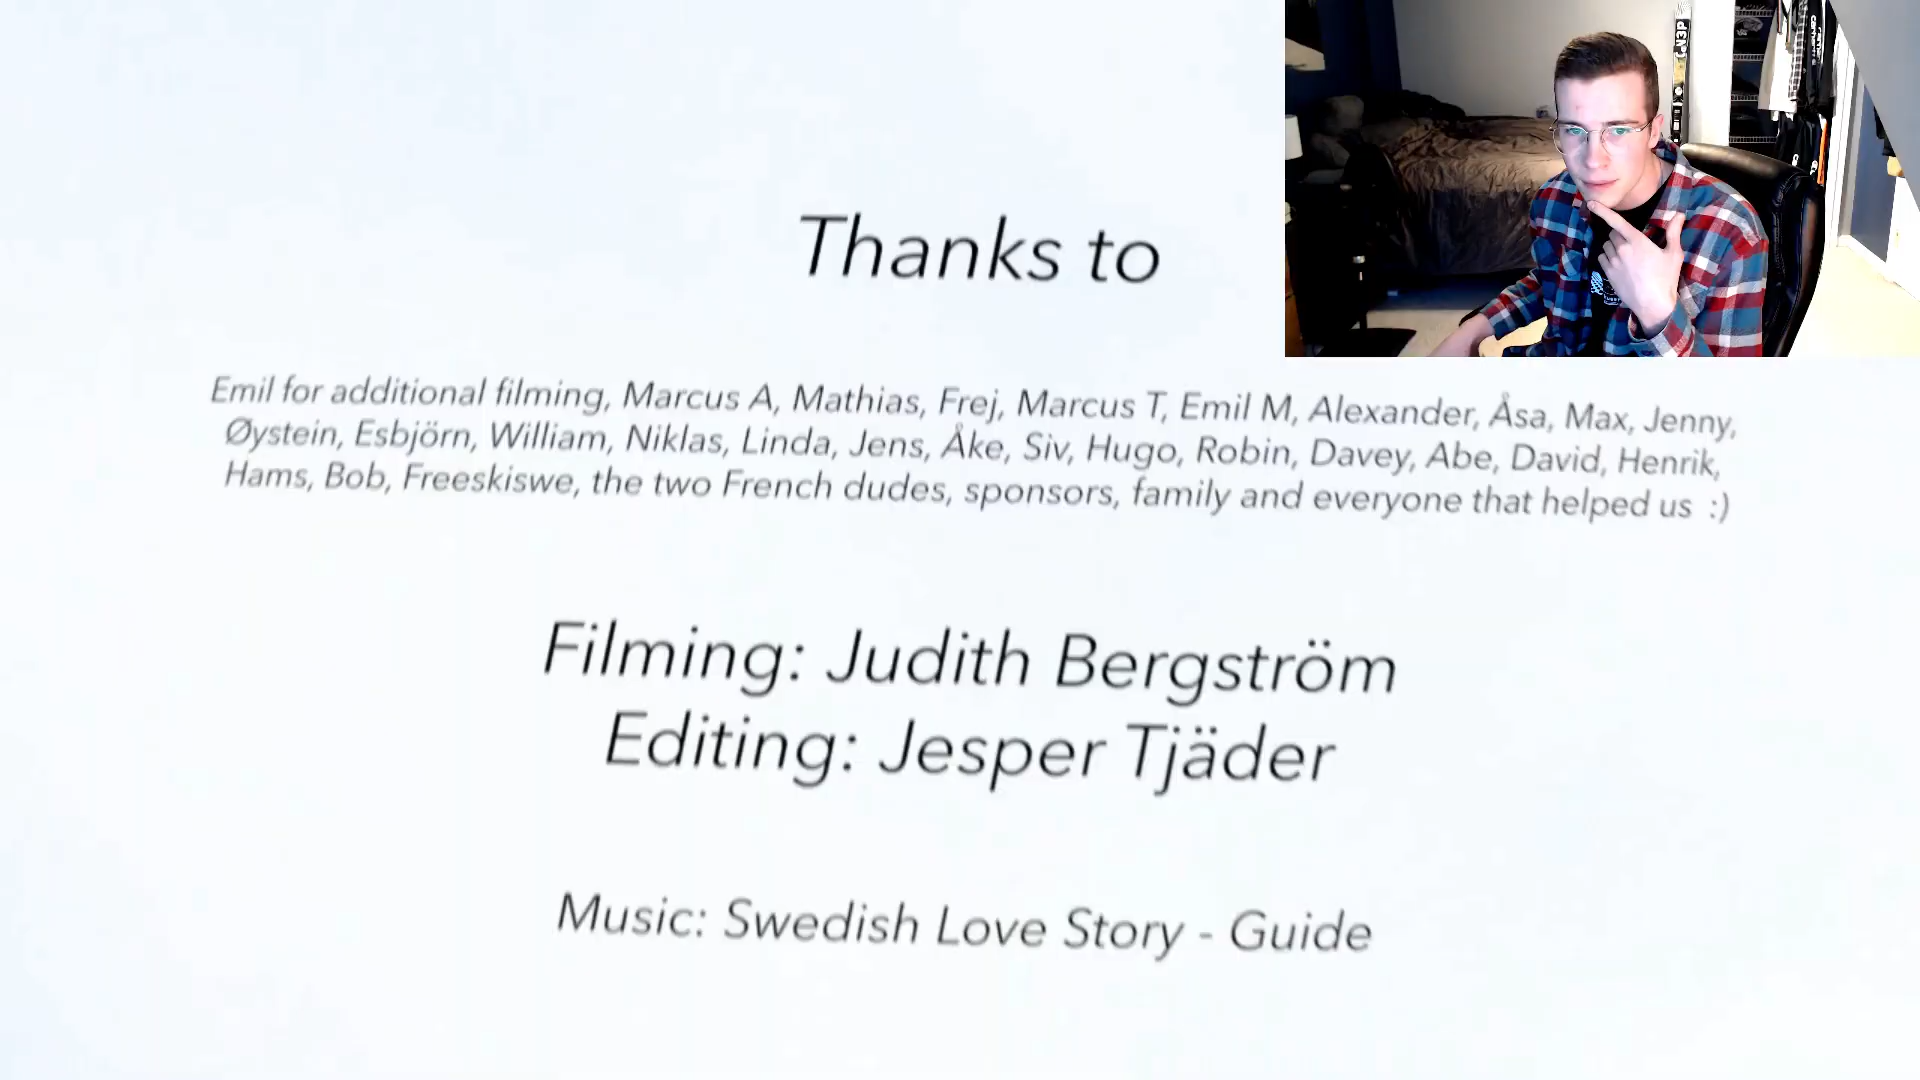 Thanks to
Emil for additional filming, Marcus A, Mathias, Frej, Marcus T, Emil M, Alexander, Åsa, Max, Jenny,
Øystein, Esbjörn, William, Niklas, Linda, Jens, Åke, Siv, Hugo, Robin, Davey, Abe, David, Henrik,
Hams, Bob, Freeskiswe, the two French dudes, sponsors, family and everyone that helped us :)
Filming: Judith Bergström
Editing: Jesper Tjäder
Music: Swedish Love Story - Guide